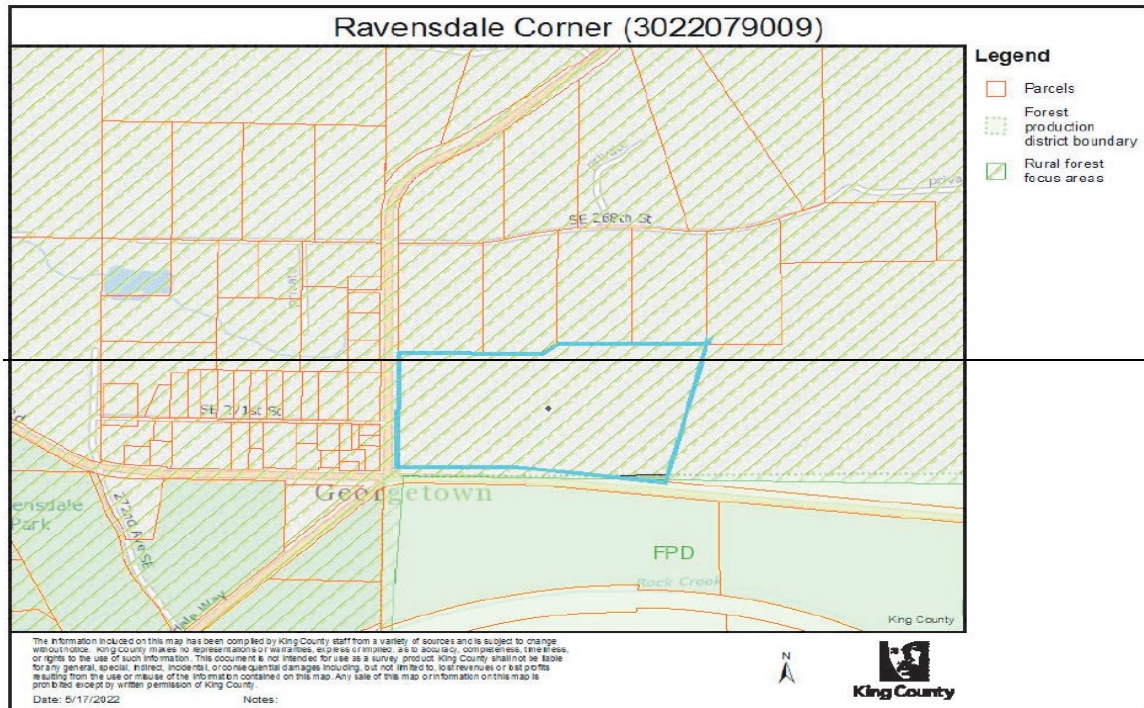 Ravensdale Corner (3022079009)
Legend
Parcels
Forest
production
district boundary
Rural forest
focus areas
private
private
SE 268th St
SE 271st St
Georgetown
ensdale
Park
272nd Ave SE
dale Way
FPD
Rock Creek
King County
The information included on this map has been compiled by King County staff from a variety of sources and is subject to change
without notice. King County makes no representations or warranties, express or implied, as to accuracy, completeness, timeliness,
or rights to the use of such information. This document is not intended for use as a survey product. King County shall not be liable
for any general, special, indirect, incidental, or consequential damages including, but not limited to, lost revenues or lost profits
resulting from the use or misuse of the information contained on this map. Any sale of this map or information on this map is
prohibited except by written permission of King County.
Date: 5/17/2022 Notes:
N
King County